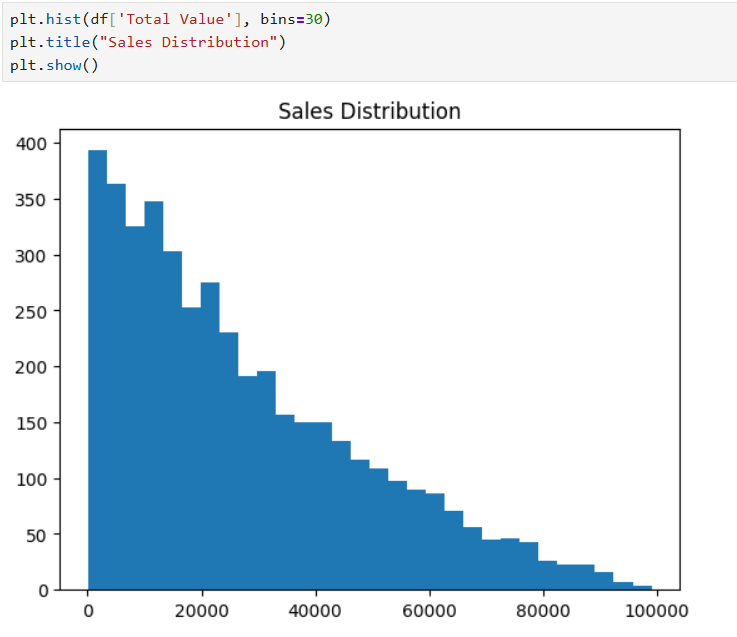 plt.hist(df['Total Value'], bins=30)
plt.title("Sales Distribution")
plt.show()
Sales Distribution
400
350
300
250
200
150
100
50
0
0 20000 40000 60000 80000 100000